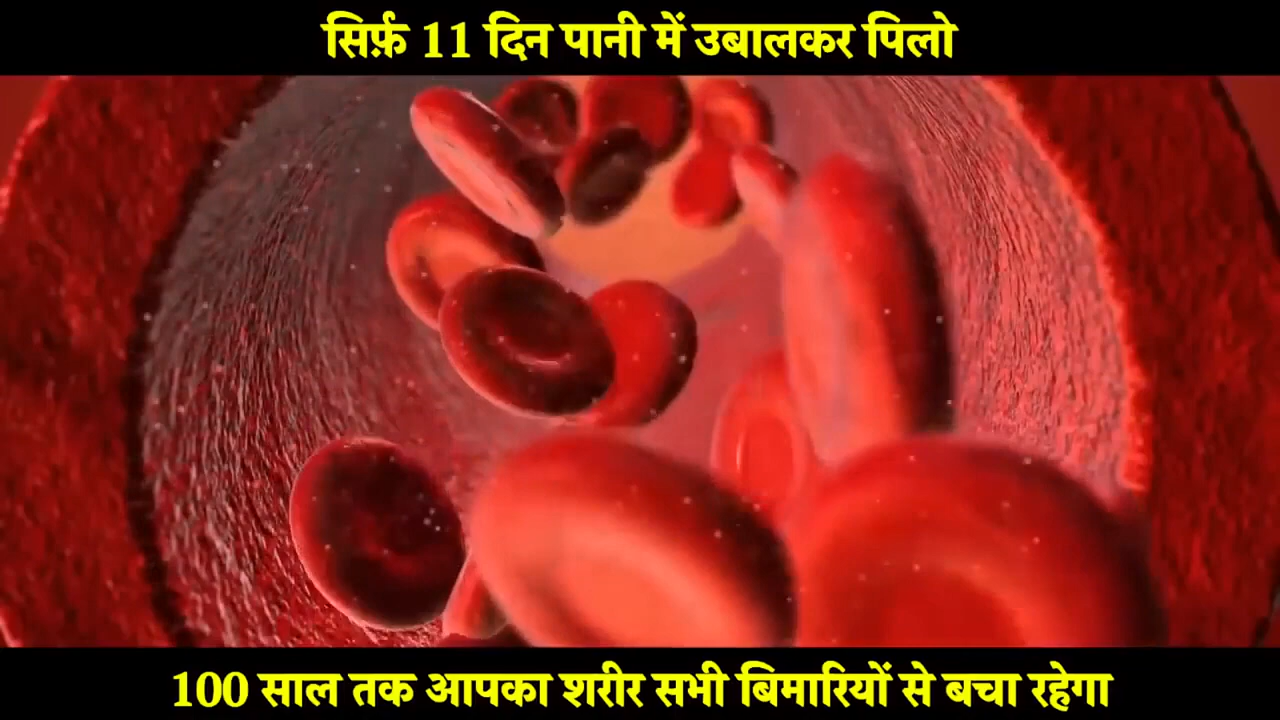 सिर्फ़ 11 दिन पानी में उबालकर पिलो
100 साल तक आपका शरीर सभी बिमारियों से बचा रहेगा